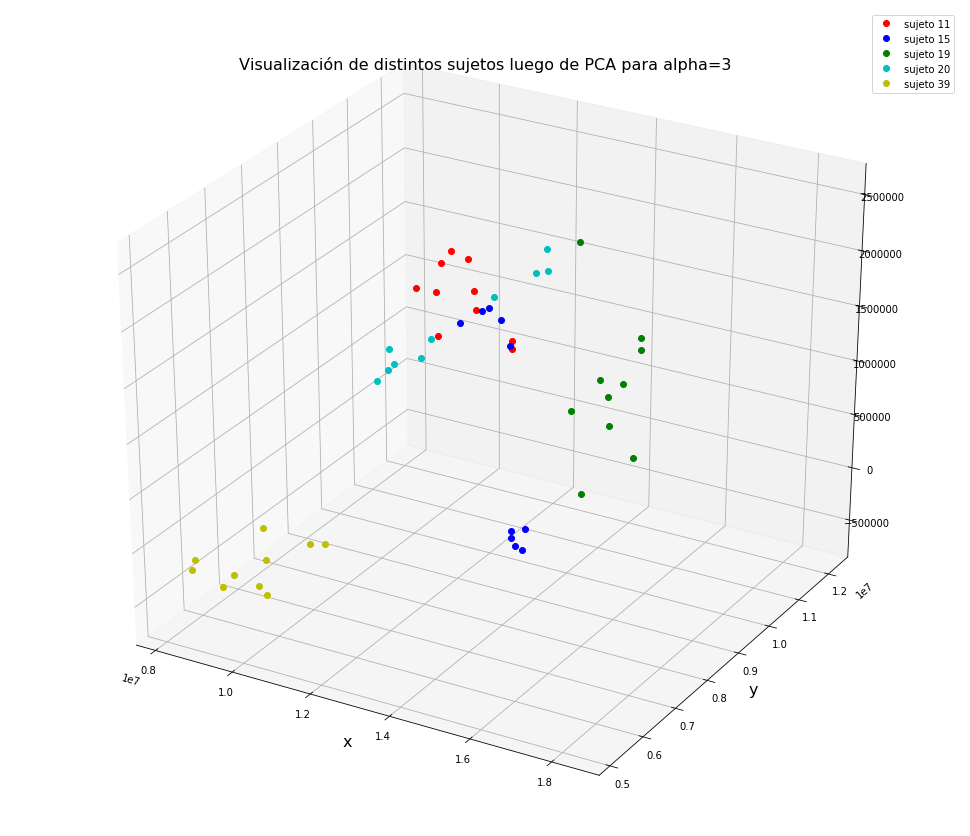 sujeto 11
sujeto 15
sujeto 19
sujeto 20
sujeto 39
Visualización de distintos sujetos luego de PCA para alpha=3
2500000
2000000
1500000
1000000
500000
0
−500000
1e7
1.2
1.1
1.0
0.9
0.8
0.7
0.6
0.5
y
1e7
0.8
1.0
1.2
1.4
1.6
1.8
x